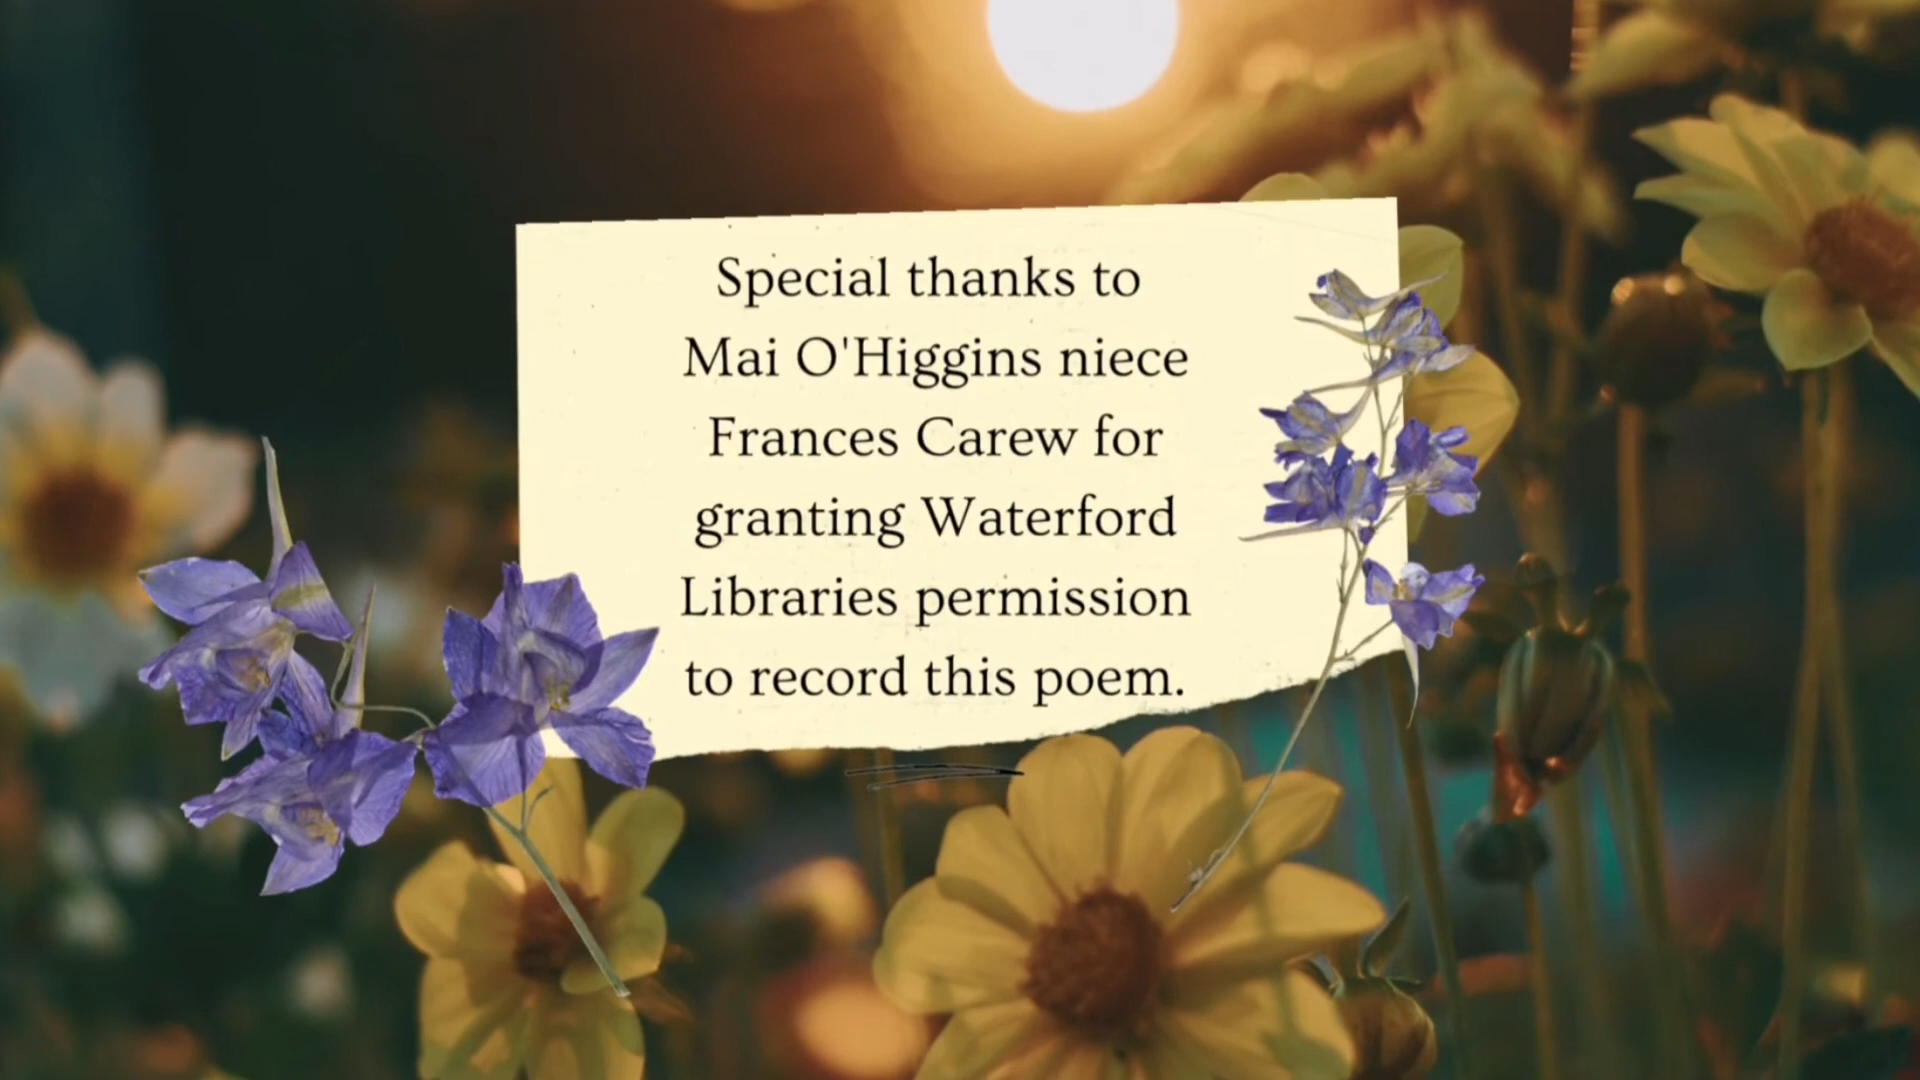 Special thanks to
Mai O'Higgins niece
Frances Carew for
granting Waterford
Libraries permission
to record this poem.